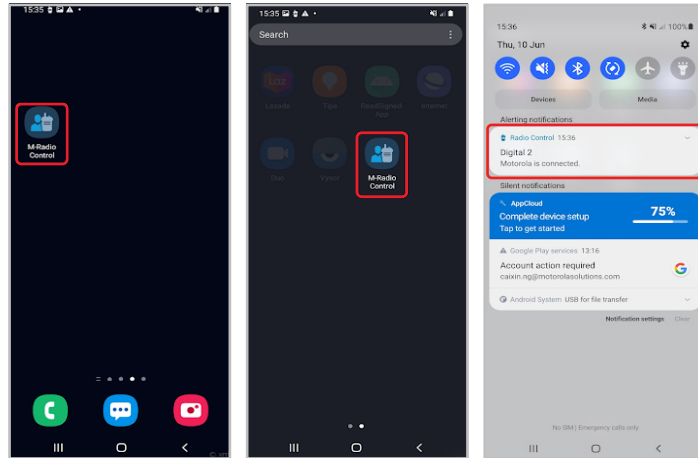 15:35
M-Radio
Control
15:35
Search
Lazada
Tips
Internet
App
Duo
Vysor
M-Radio
Control
15:36
100%
Thu, 10 Jun
Devices
Media
Alerting notifications
Radio Control 15:36
Digital 2
Motorola is connected.
Silent notifications
AppCloud
Complete device setup
75%
Tap to get started
Google Play services 13:16
Account action required
caixin.ng@motorolasolutions.com
Android System USB for file transfer
Notification settings
Clear
No SIM | Emergency calls only